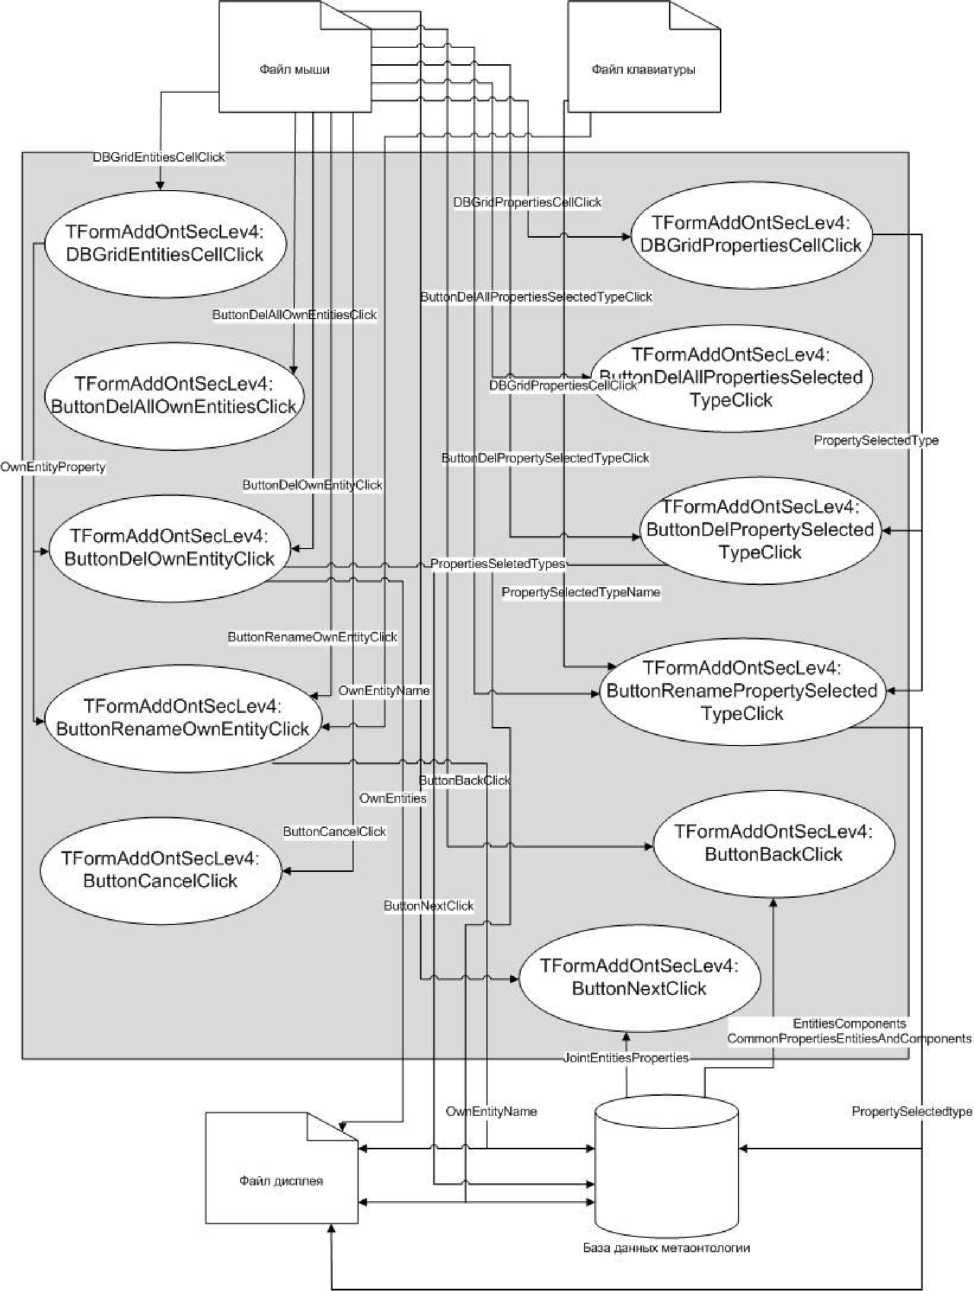 Файл мыши
Файл клавиатуры
DBGridEntitiesCellClick
DBGridPropertiesCellClick
TFormAddOntSecLev4:
DBGridEntitiesCellClick
TFormAddOntSecLev4:
DBGridPropertiesCellClick
ButtonDelAllPropertiesSelectedTypeClick
ButtonDelAllOwnEntitiesClick
TFormAddOntSecLev4:
ButtonDelAllPropertiesSelected
TypeClick
DBGridPropertiesCellClick
TFormAddOntSecLev4:
ButtonDelAllOwnEntitiesClick
PropertySelectedType
ButtonDelPropertySelectedTypeClick
OwnEntityProperty
ButtonDelOwnEntityClick
TFormAddOntSecLev4:
ButtonDelPropertySelected
TypeClick
TFormAddOntSecLev4:
ButtonDelOwnEntityClick
PropertiesSeletedTypes
PropertySelectedTypeName
ButtonRenameOwnEntityClick
TFormAddOntSecLev4:
ButtonRenamePropertySelected
TypeClick
OwnEntityName
TFormAddOntSecLev4:
ButtonRenameOwnEntityClick
ButtonBackClick
OwnEntities
ButtonCancelClick
TFormAddOntSecLev4:
ButtonBackClick
TFormAddOntSecLev4:
ButtonCancelClick
ButtonNextClick
TFormAddOntSecLev4:
ButtonNextClick
EntitiesComponents
CommonPropertiesEntitiesAndComponents
JointEntitiesProperties
OwnEntityName
PropertySelectedtype
Файл дисплея
База данных метаонтологии